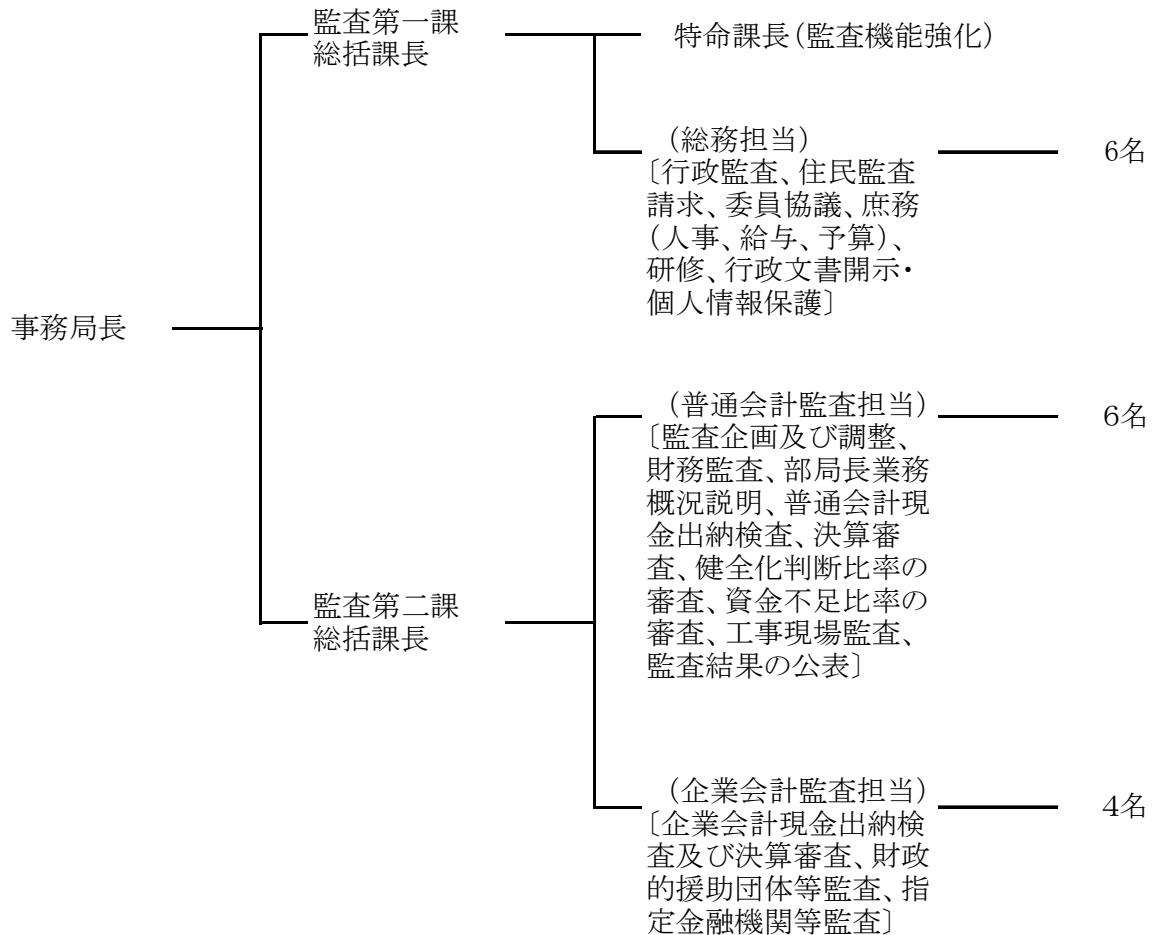 監査第一課
総括課長
特命課長(監査機能強化)
(総務担当)
6名
〔行政監査、住民監査
請求、委員協議、庶務
(人事、給与、予算)、
研修、行政文書開示・
個人情報保護〕
事務局長
(普通会計監査担当)
6名
〔監査企画及び調整、
財務監査、部局長業務
概況説明、普通会計現
金出納検査、決算審
査、健全化判断比率の
審査、資金不足比率の
審査、工事現場監査、
監査結果の公表〕
監査第二課
総括課長
(企業会計監査担当)
4名
〔企業会計現金出納検
査及び決算審査、財政
的援助団体等監査、指
定金融機関等監査〕